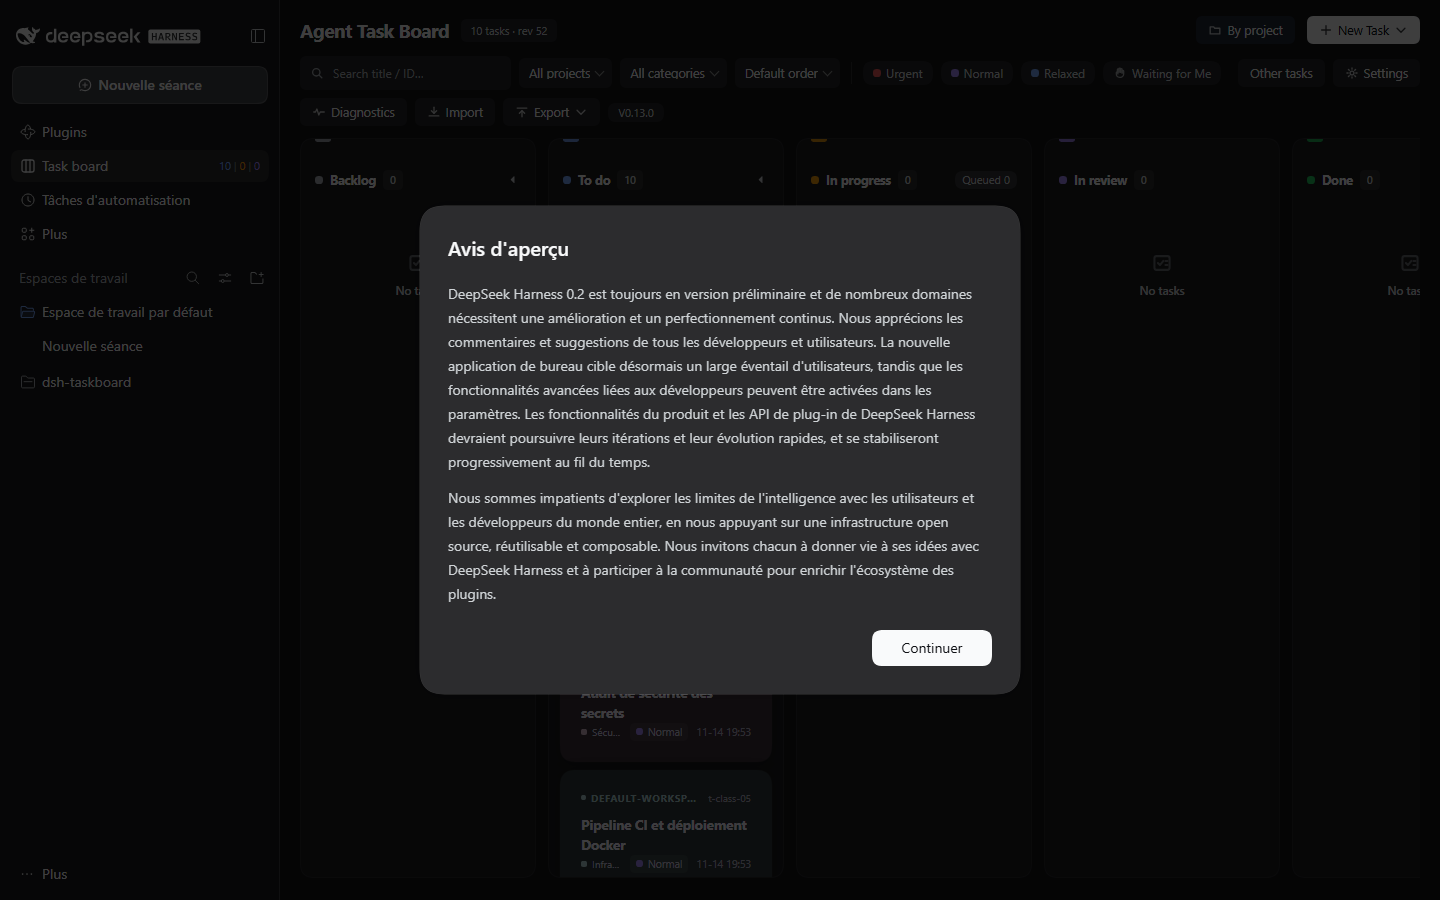 deepseek HARNESS
Nouvelle séance
Plugins
Task board 10 | 0 | 0
Tâches d'automatisation
Plus
Espaces de travail
Espace de travail par défaut
Nouvelle séance
dsh-taskboard
Plus
Agent Task Board 10 tasks · rev 52
By project
New Task
Search title / ID...
All projects
All categories
Default order
Urgent
Normal
Relaxed
Waiting for Me
Other tasks
Settings
Diagnostics
Import
Export
V0.13.0
Backlog 0
To do 10
In progress 0 Queued 0
In review 0
Done 0
No tasks
Avis d'aperçu
DeepSeek Harness 0.2 est toujours en version préliminaire et de nombreux domaines
nécessitent une amélioration et un perfectionnement continus. Nous apprécions les
commentaires et suggestions de tous les développeurs et utilisateurs. La nouvelle
application de bureau cible désormais un large éventail d'utilisateurs, tandis que les
fonctionnalités avancées liées aux développeurs peuvent être activées dans les
paramètres. Les fonctionnalités du produit et les API de plug-in de DeepSeek Harness
devraient poursuivre leurs itérations et leur évolution rapides, et se stabiliseront
progressivement au fil du temps.
Nous sommes impatients d'explorer les limites de l'intelligence avec les utilisateurs et
les développeurs du monde entier, en nous appuyant sur une infrastructure open
source, réutilisable et composable. Nous invitons chacun à donner vie à ses idées avec
DeepSeek Harness et à participer à la communauté pour enrichir l'écosystème des
plugins.
Continuer
Audit de sécurité des
secrets
Sécu... Normal 11-14 19:53
DEFAULT-WORKSP... t-class-05
Pipeline CI et déploiement
Docker
Infra... Normal 11-14 19:53